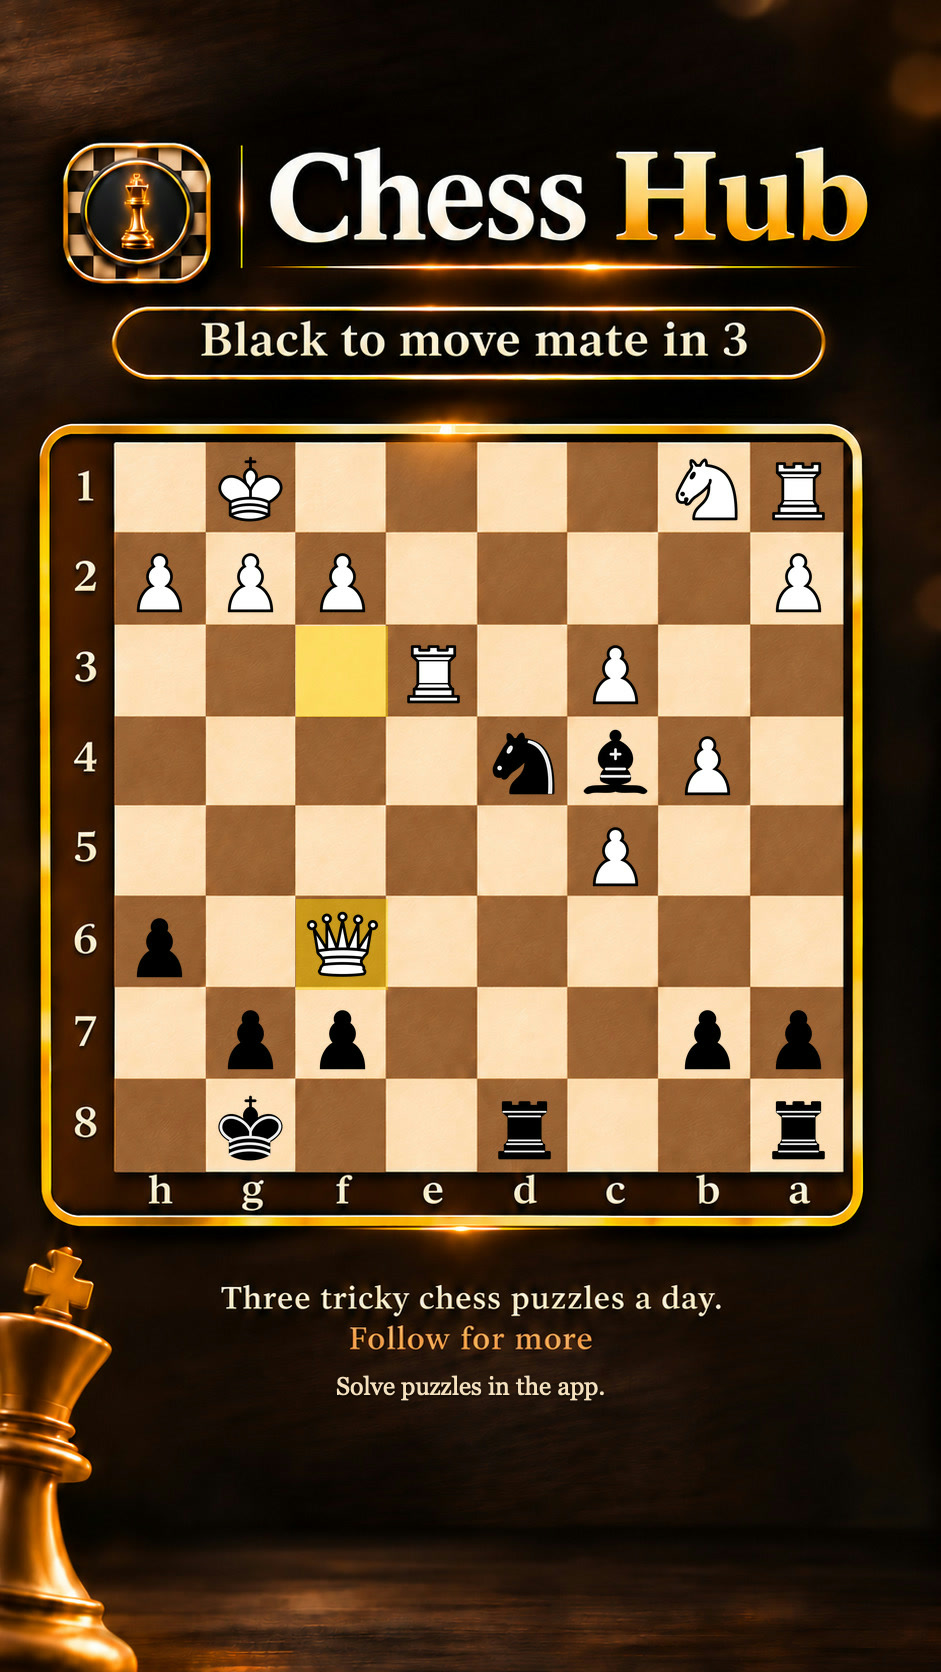 Chess Hub
Black to move mate in 3
1
2
3
4
5
6
7
8
h g f e d c b a
Three tricky chess puzzles a day.
Follow for more
Solve puzzles in the app.